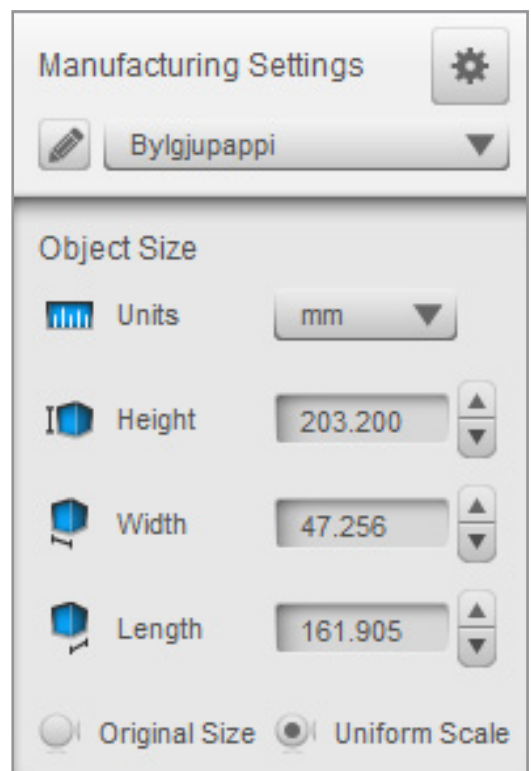 Manufacturing Settings
Bylgjupappi
Object Size
Units mm
Height 203.200
Width 47.256
Length 161.905
Original Size Uniform Scale